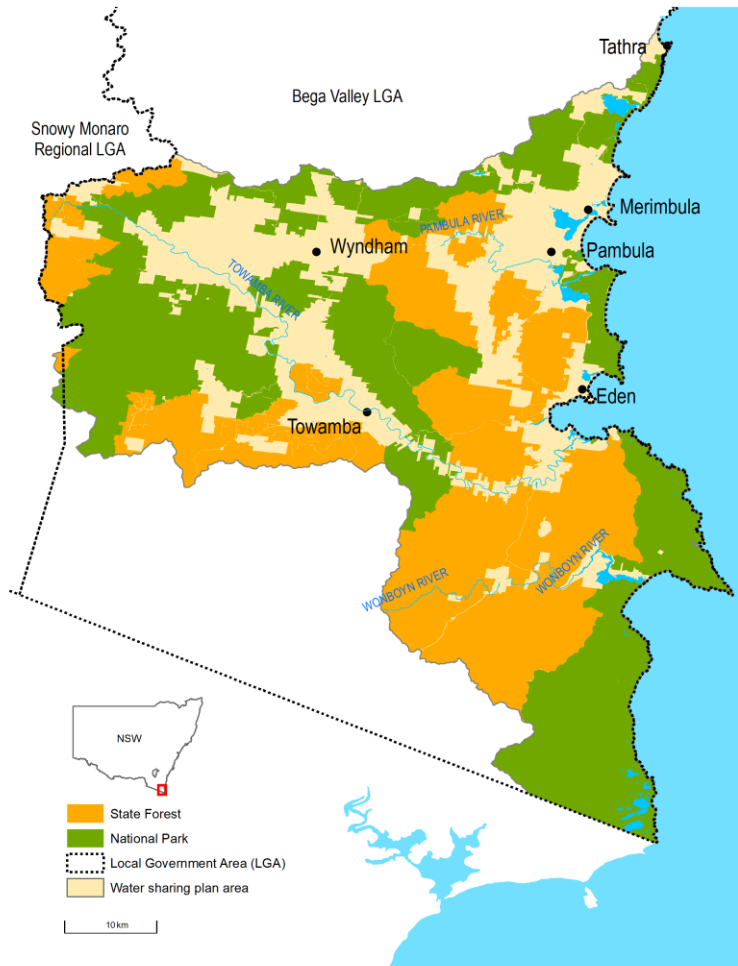 Tathra
Bega Valley LGA
Snowy Monaro
Regional LGA
Merimbula
PAMBULA RIVER
Wyndham
Pambula
TOWAMBA RIVER
Eden
Towamba
WONBOYN RIVER
WONBOYN RIVER
NSW
State Forest
National Park
Local Government Area (LGA)
Water sharing plan area
10 km